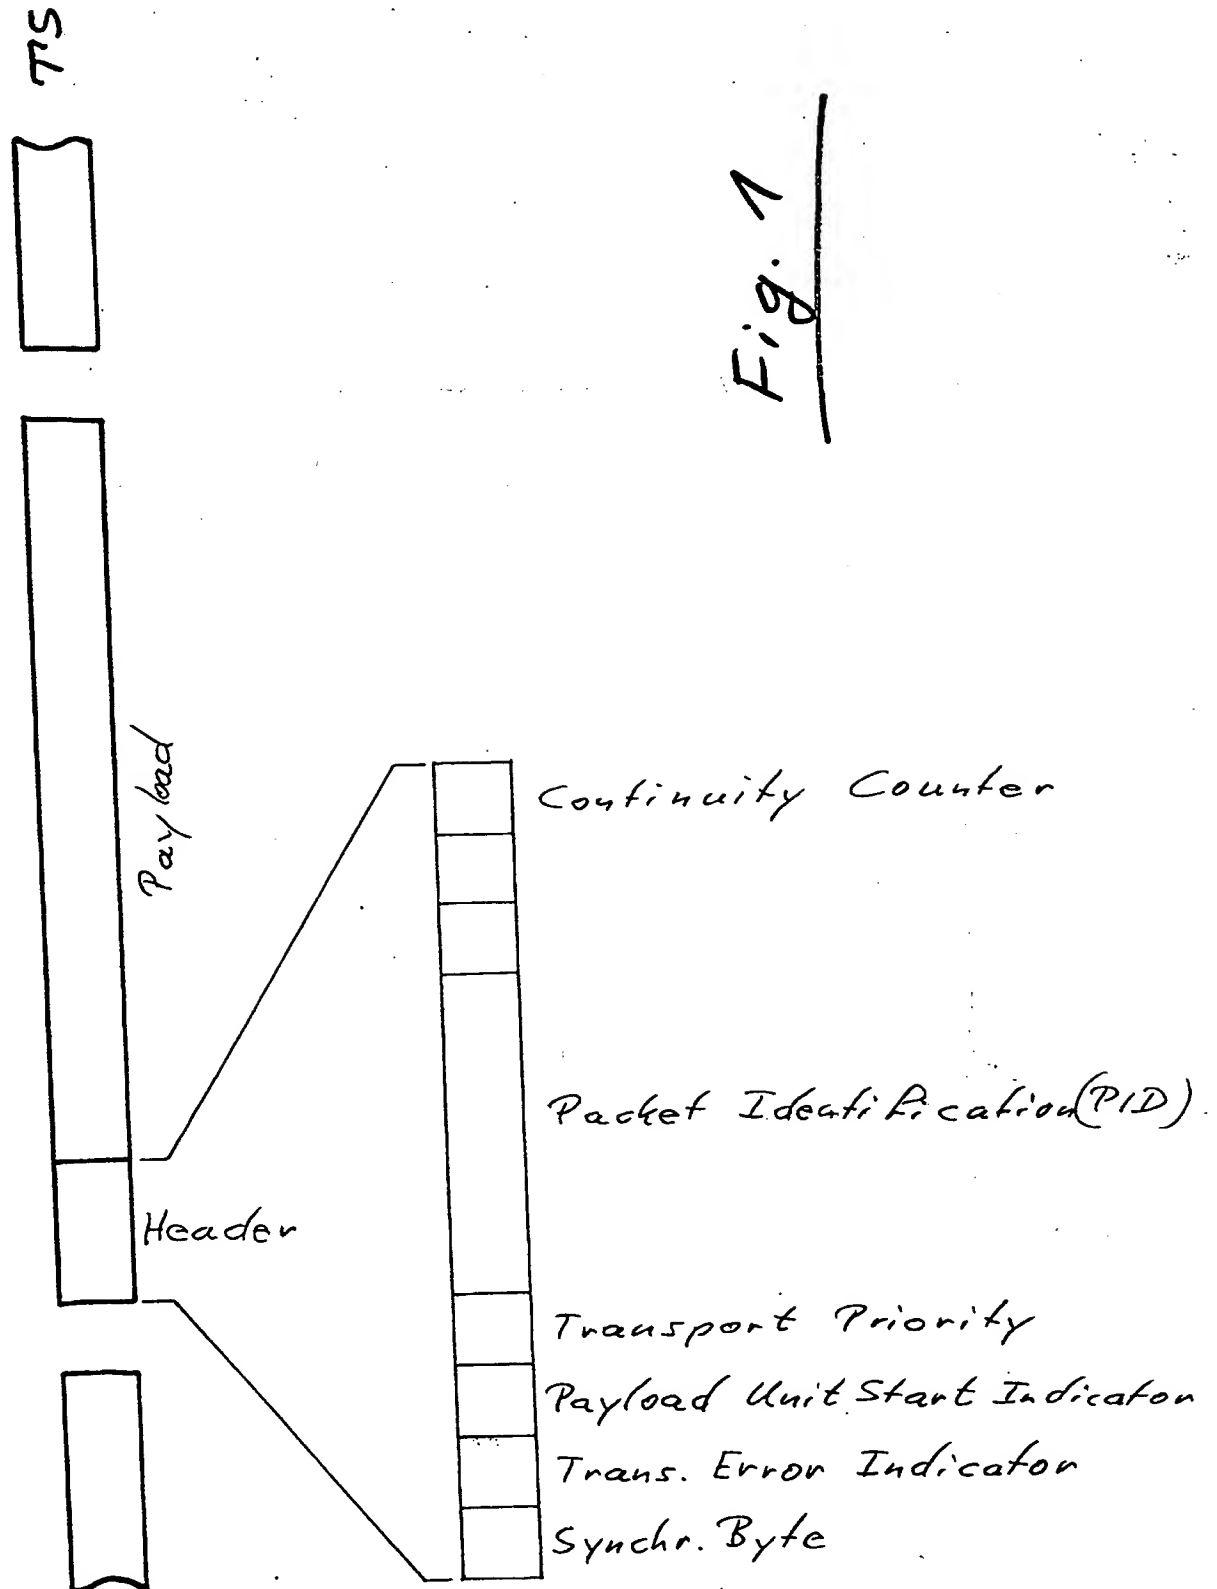 TS
Fig. 1
Payload
Continuity Counter
Packet Identification (PID)
Header
Transport Priority
Payload Unit Start Indicator
Trans. Error Indicator
Synchr. Byte